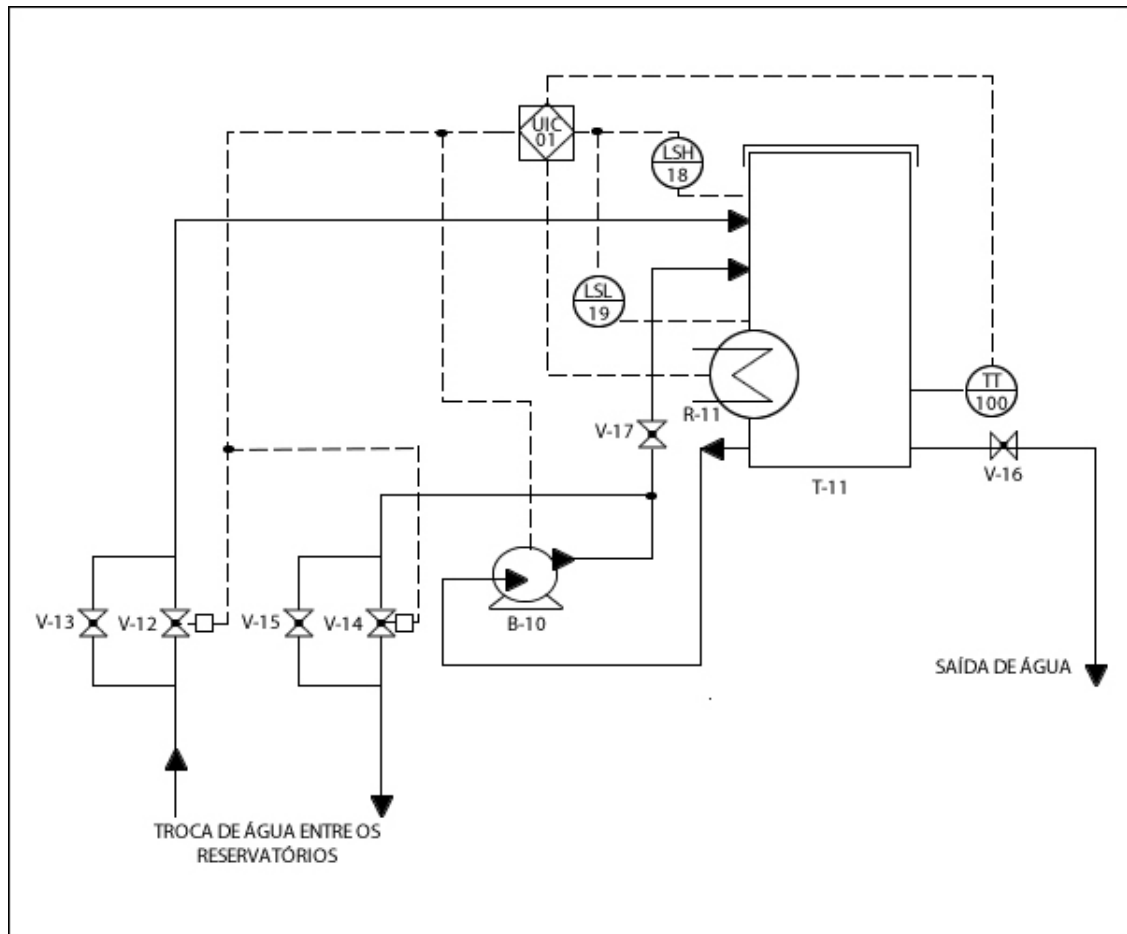 UIC
01
LSH
18
LSL
19
TT
100
R-11
V-17
V-16
T-11
V-13
V-12
V-15
V-14
B-10
SAÍDA DE ÁGUA
TROCA DE ÁGUA ENTRE OS
RESERVATÓRIOS